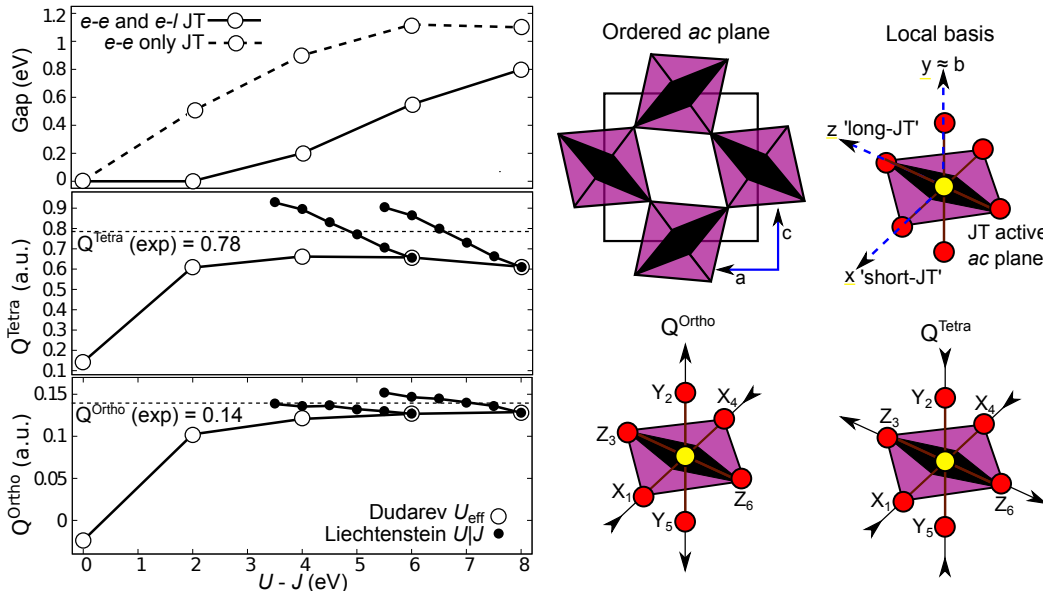 1.2
1.0
0.8
0.6
0.4
0.2
0.0
Gap (eV)
e-e and e-l JT
e-e only JT
0.9
0.8
0.7
0.6
0.5
0.4
0.3
0.2
0.1
Q^Tetra (a.u.)
Q^Tetra (exp) = 0.78
0.15
0.1
0.05
0
Q^Ortho (a.u.)
Q^Ortho (exp) = 0.14
Dudarev U_eff
Liechtenstein U|J
0 1 2 3 4 5 6 7 8
U - J (eV)
Ordered ac plane
c
a
Local basis
y ≈ b
z 'long-JT'
JT active
ac plane
x 'short-JT'
Q^Ortho
Y2
X4
Z3
X1
Z6
Y5
Q^Tetra
Y2
X4
Z3
X1
Z6
Y5